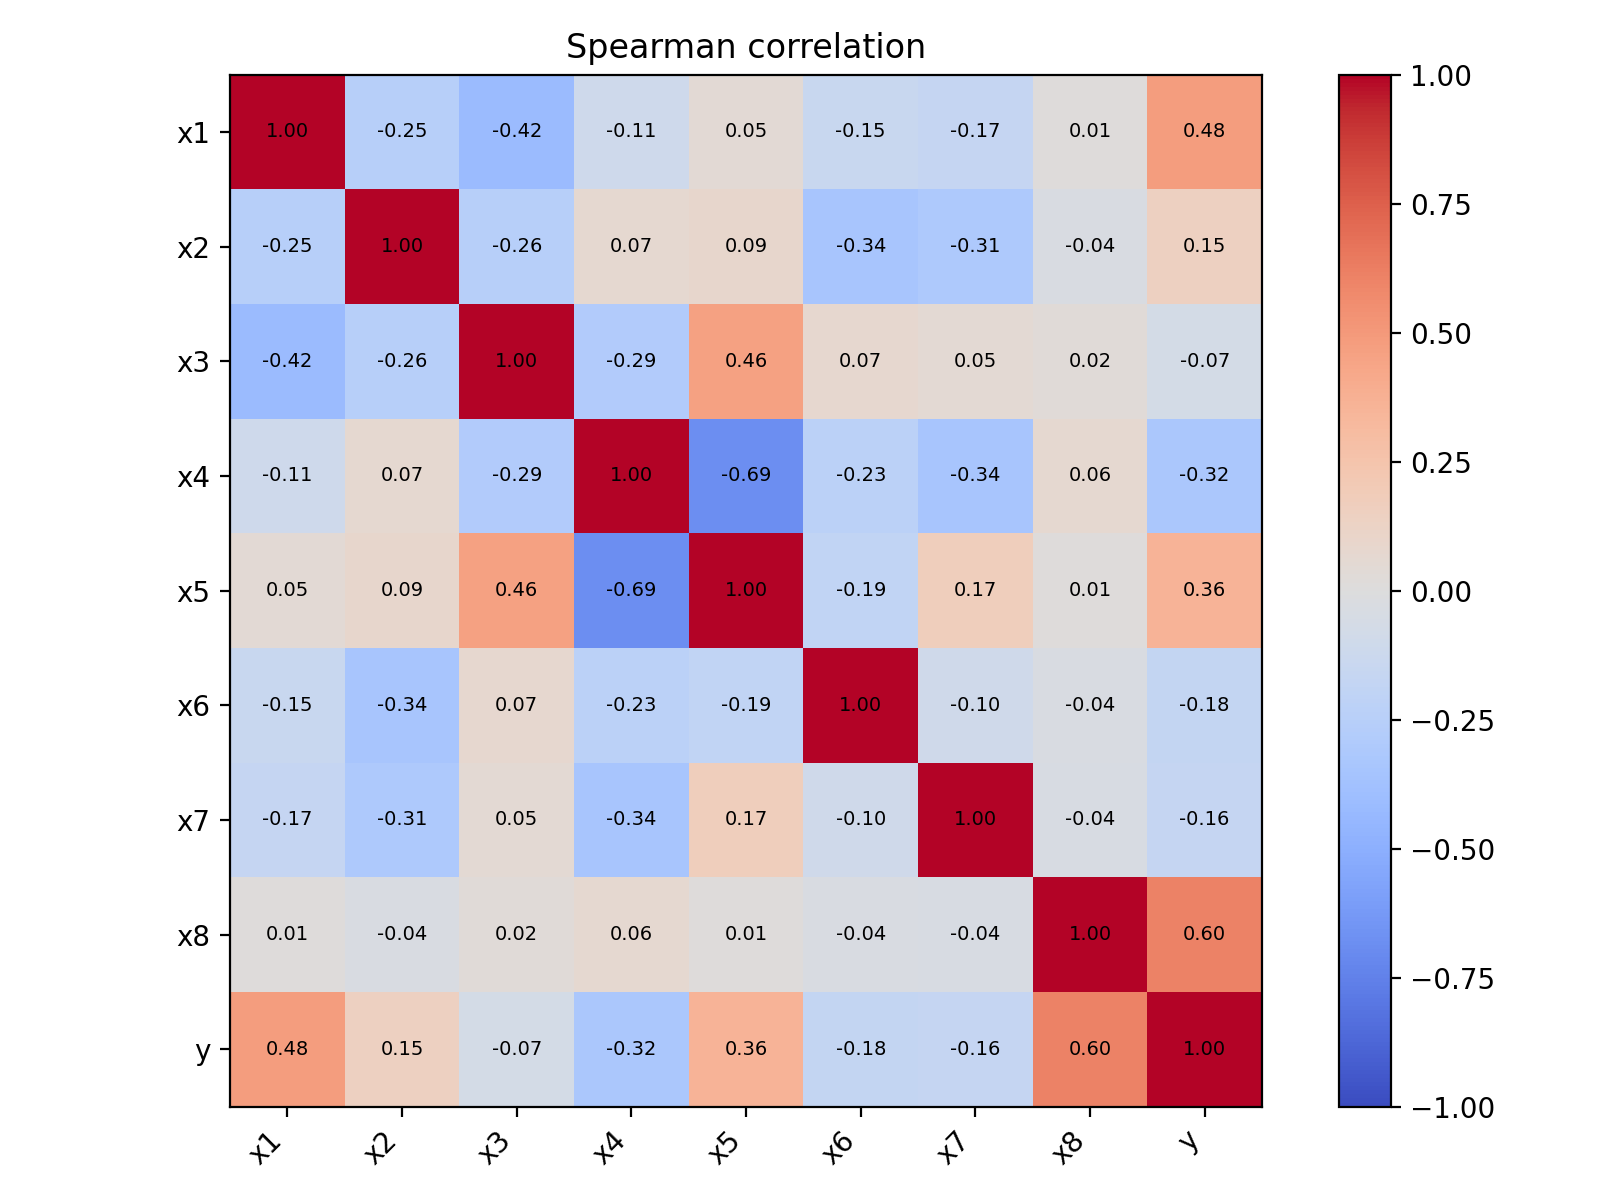 Spearman correlation
x1 1.00 -0.25 -0.42 -0.11 0.05 -0.15 -0.17 0.01 0.48
x2 -0.25 1.00 -0.26 0.07 0.09 -0.34 -0.31 -0.04 0.15
x3 -0.42 -0.26 1.00 -0.29 0.46 0.07 0.05 0.02 -0.07
x4 -0.11 0.07 -0.29 1.00 -0.69 -0.23 -0.34 0.06 -0.32
x5 0.05 0.09 0.46 -0.69 1.00 -0.19 0.17 0.01 0.36
x6 -0.15 -0.34 0.07 -0.23 -0.19 1.00 -0.10 -0.04 -0.18
x7 -0.17 -0.31 0.05 -0.34 0.17 -0.10 1.00 -0.04 -0.16
x8 0.01 -0.04 0.02 0.06 0.01 -0.04 -0.04 1.00 0.60
y 0.48 0.15 -0.07 -0.32 0.36 -0.18 -0.16 0.60 1.00
x1 x2 x3 x4 x5 x6 x7 x8 y
1.00
0.75
0.50
0.25
0.00
−0.25
−0.50
−0.75
−1.00